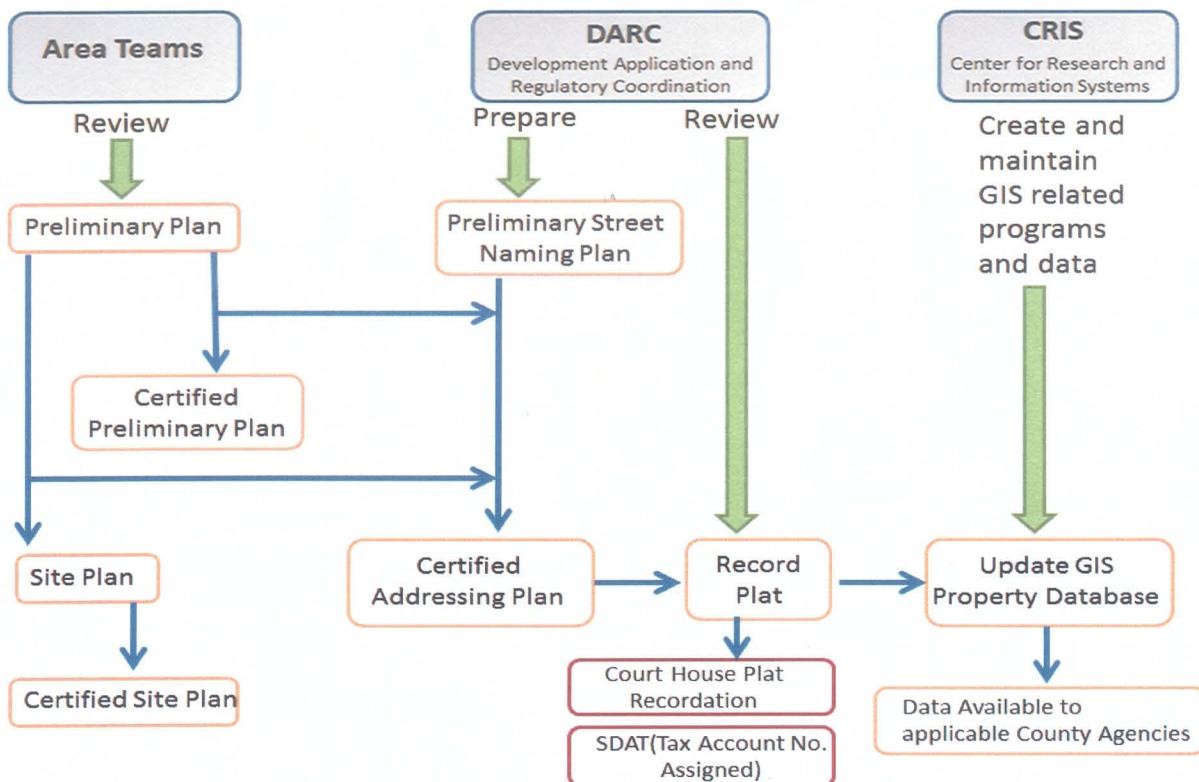 Area Teams
Review
Preliminary Plan
Certified
Preliminary Plan
Site Plan
Certified Site Plan
DARC
Development Application and
Regulatory Coordination
Prepare
Review
Preliminary Street
Naming Plan
Certified
Addressing Plan
Record
Plat
Court House Plat
Recordation
SDAT(Tax Account No.
Assigned)
CRIS
Center for Research and
Information Systems
Create and
maintain
GIS related
programs
and data
Update GIS
Property Database
Data Available to
applicable County Agencies